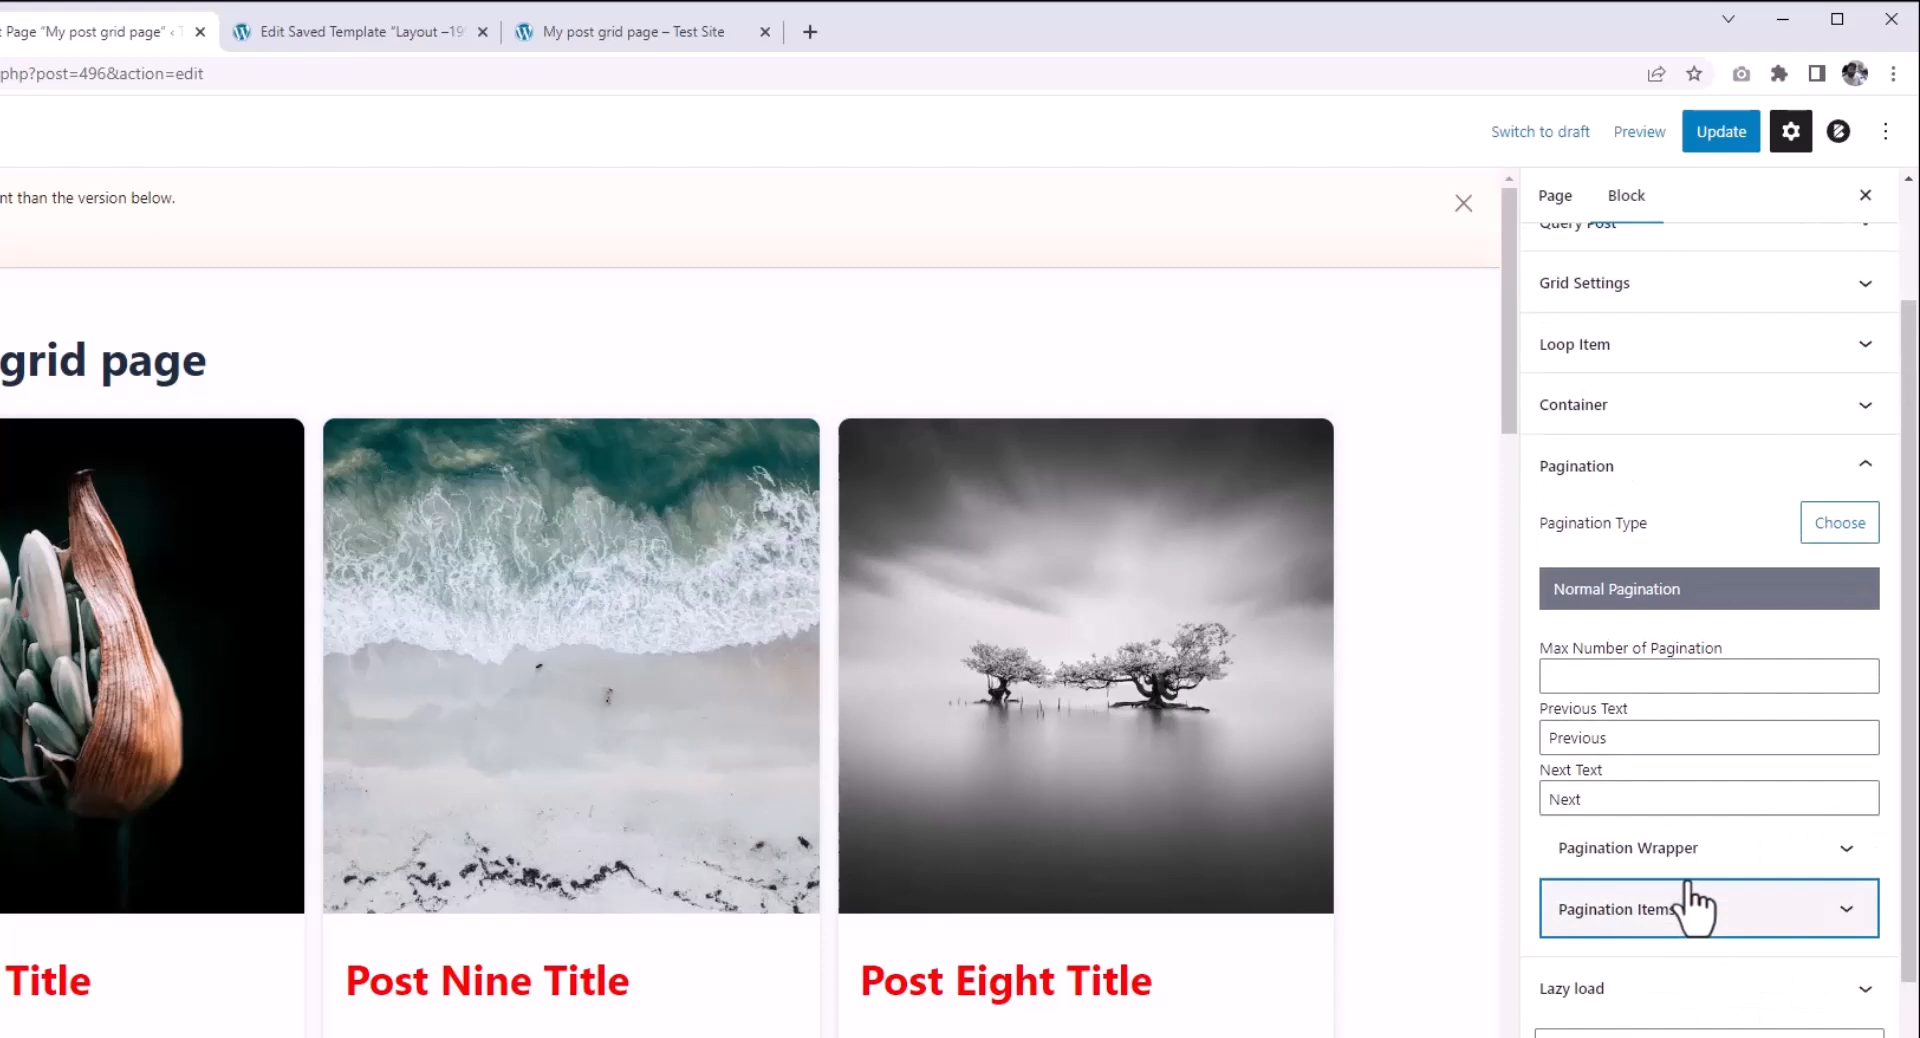 t Page “My post grid page” ‹ T
Edit Saved Template “Layout –19”
My post grid page – Test Site
php?post=496&action=edit
Switch to draft
Preview
Update
nt than the version below.
Page
Block
Query Post
Grid Settings
Loop Item
Container
Pagination
Pagination Type
Choose
Normal Pagination
Max Number of Pagination
Previous Text
Previous
Next Text
Next
Pagination Wrapper
Pagination Items
Lazy load
grid page
Title
Post Nine Title
Post Eight Title